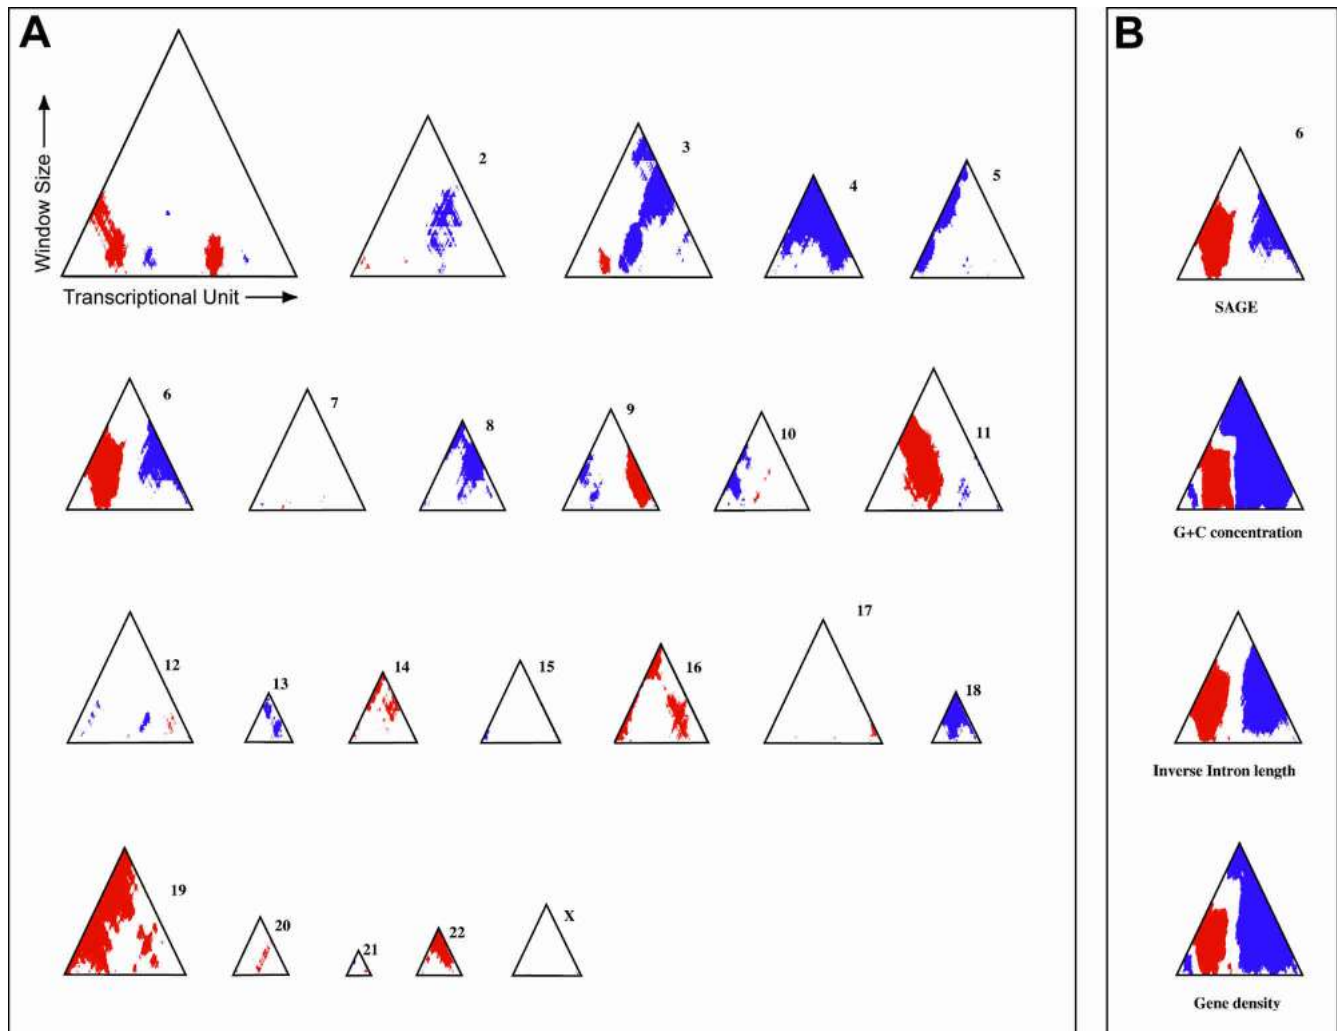 A
B
Window Size
Transcriptional Unit
2
3
4
5
6
SAGE
6
7
8
9
10
11
G+C concentration
12
13
14
15
16
17
18
Inverse Intron length
19
20
21
22
X
Gene density